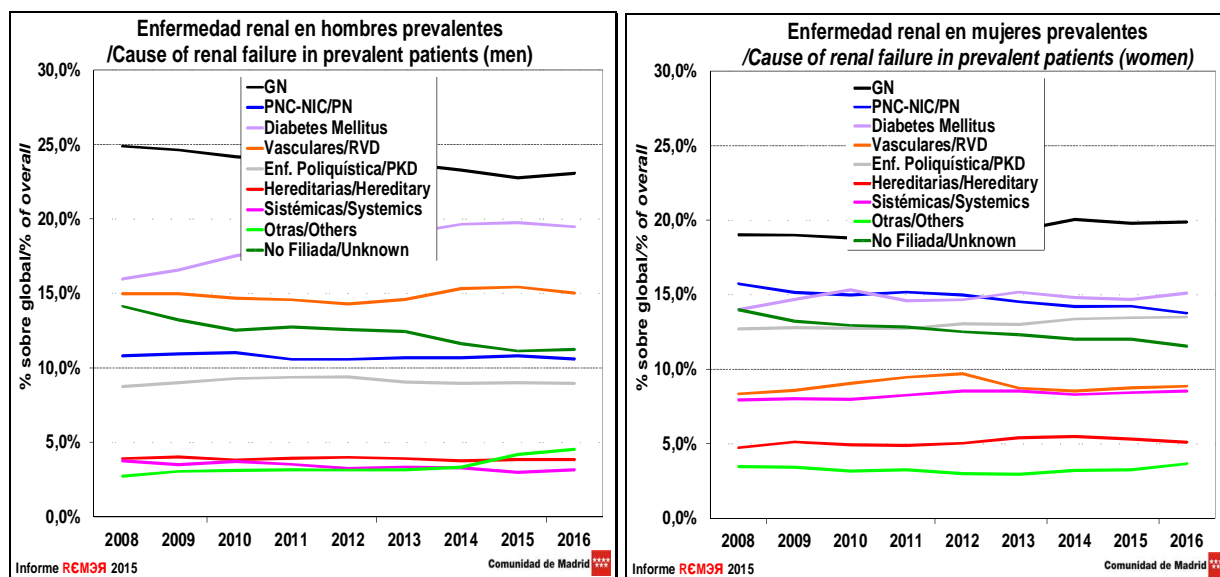 Enfermedad renal en hombres prevalentes
/Cause of renal failure in prevalent patients (men)
% sobre global/% of overall
30,0%
25,0%
20,0%
15,0%
10,0%
5,0%
0,0%
GN
PNC-NIC/PN
Diabetes Mellitus
Vasculares/RVD
Enf. Poliquística/PKD
Hereditarias/Hereditary
Sistémicas/Systemics
Otras/Others
No Filiada/Unknown
2008 2009 2010 2011 2012 2013 2014 2015 2016
Informe RЄMЭЯ 2015
Comunidad de Madrid
Enfermedad renal en mujeres prevalentes
/Cause of renal failure in prevalent patients (women)
% sobre global/% of overall
30,0%
25,0%
20,0%
15,0%
10,0%
5,0%
0,0%
GN
PNC-NIC/PN
Diabetes Mellitus
Vasculares/RVD
Enf. Poliquística/PKD
Hereditarias/Hereditary
Sistémicas/Systemics
Otras/Others
No Filiada/Unknown
2008 2009 2010 2011 2012 2013 2014 2015 2016
Informe RЄMЭЯ 2015
Comunidad de Madrid